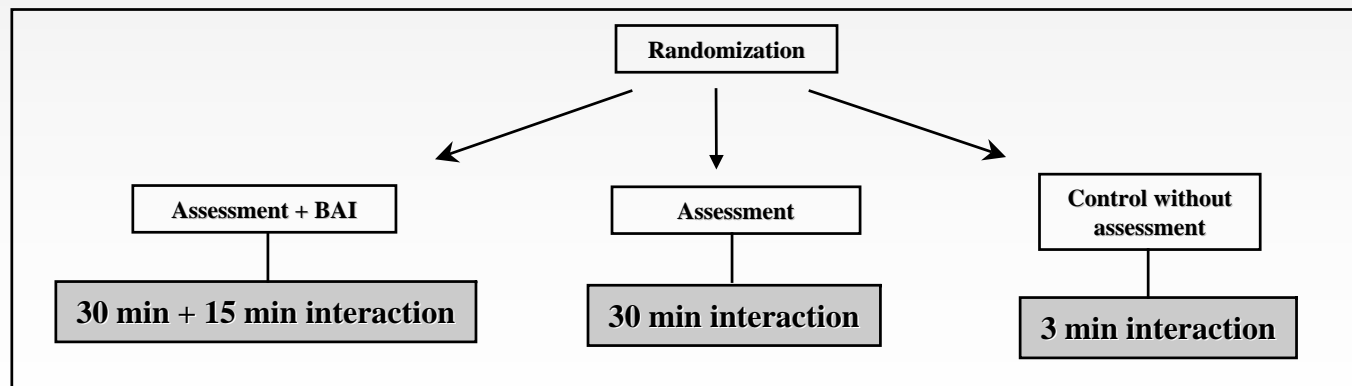 Randomization
Assessment + BAI
Assessment
Control without
assessment
30 min + 15 min interaction
30 min interaction
3 min interaction